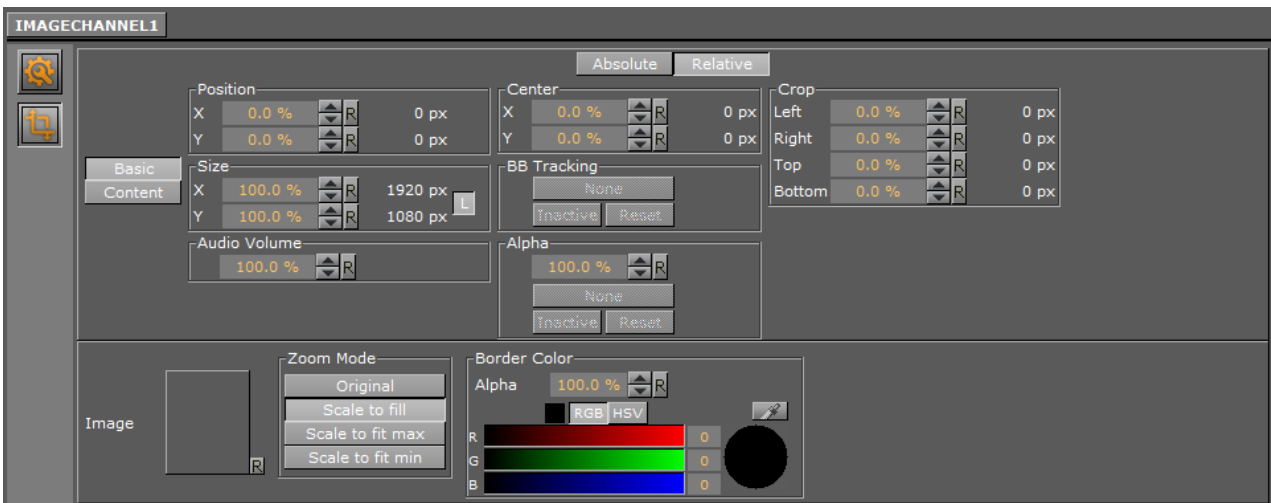 IMAGECHANNEL1
Absolute Relative
Position
X 0.0 % R 0 px
Y 0.0 % R 0 px
Center
X 0.0 % R 0 px
Y 0.0 % R 0 px
Crop
Left 0.0 % R 0 px
Right 0.0 % R 0 px
Top 0.0 % R 0 px
Bottom 0.0 % R 0 px
Basic
Content
Size
X 100.0 % R 1920 px
Y 100.0 % R 1080 px
L
BB Tracking
None
Inactive Reset
Audio Volume
100.0 % R
Alpha
100.0 % R
None
Inactive Reset
Image
R
Zoom Mode
Original
Scale to fill
Scale to fit max
Scale to fit min
Border Color
Alpha 100.0 % R
RGB HSV
R 0
G 0
B 0